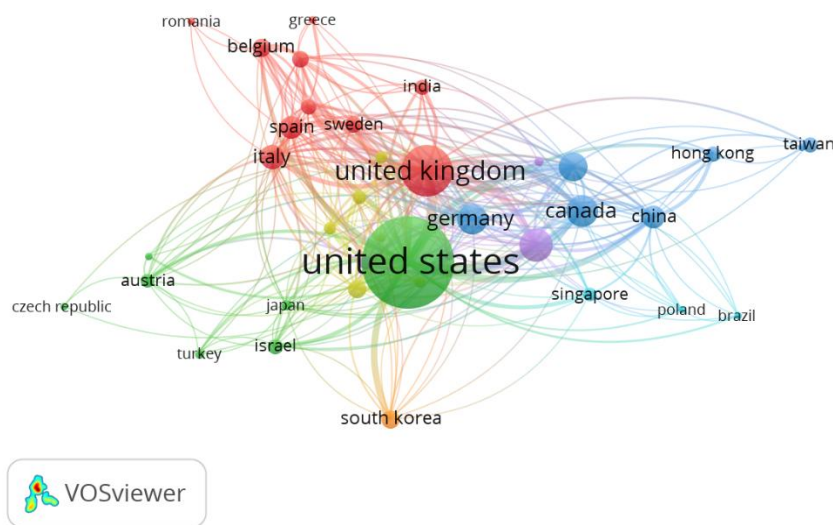 romania
greece
belgium
india
spain
sweden
italy
united kingdom
hong kong
taiwan
germany
canada
china
united states
austria
singapore
czech republic
japan
poland
brazil
turkey
israel
south korea
VOSviewer